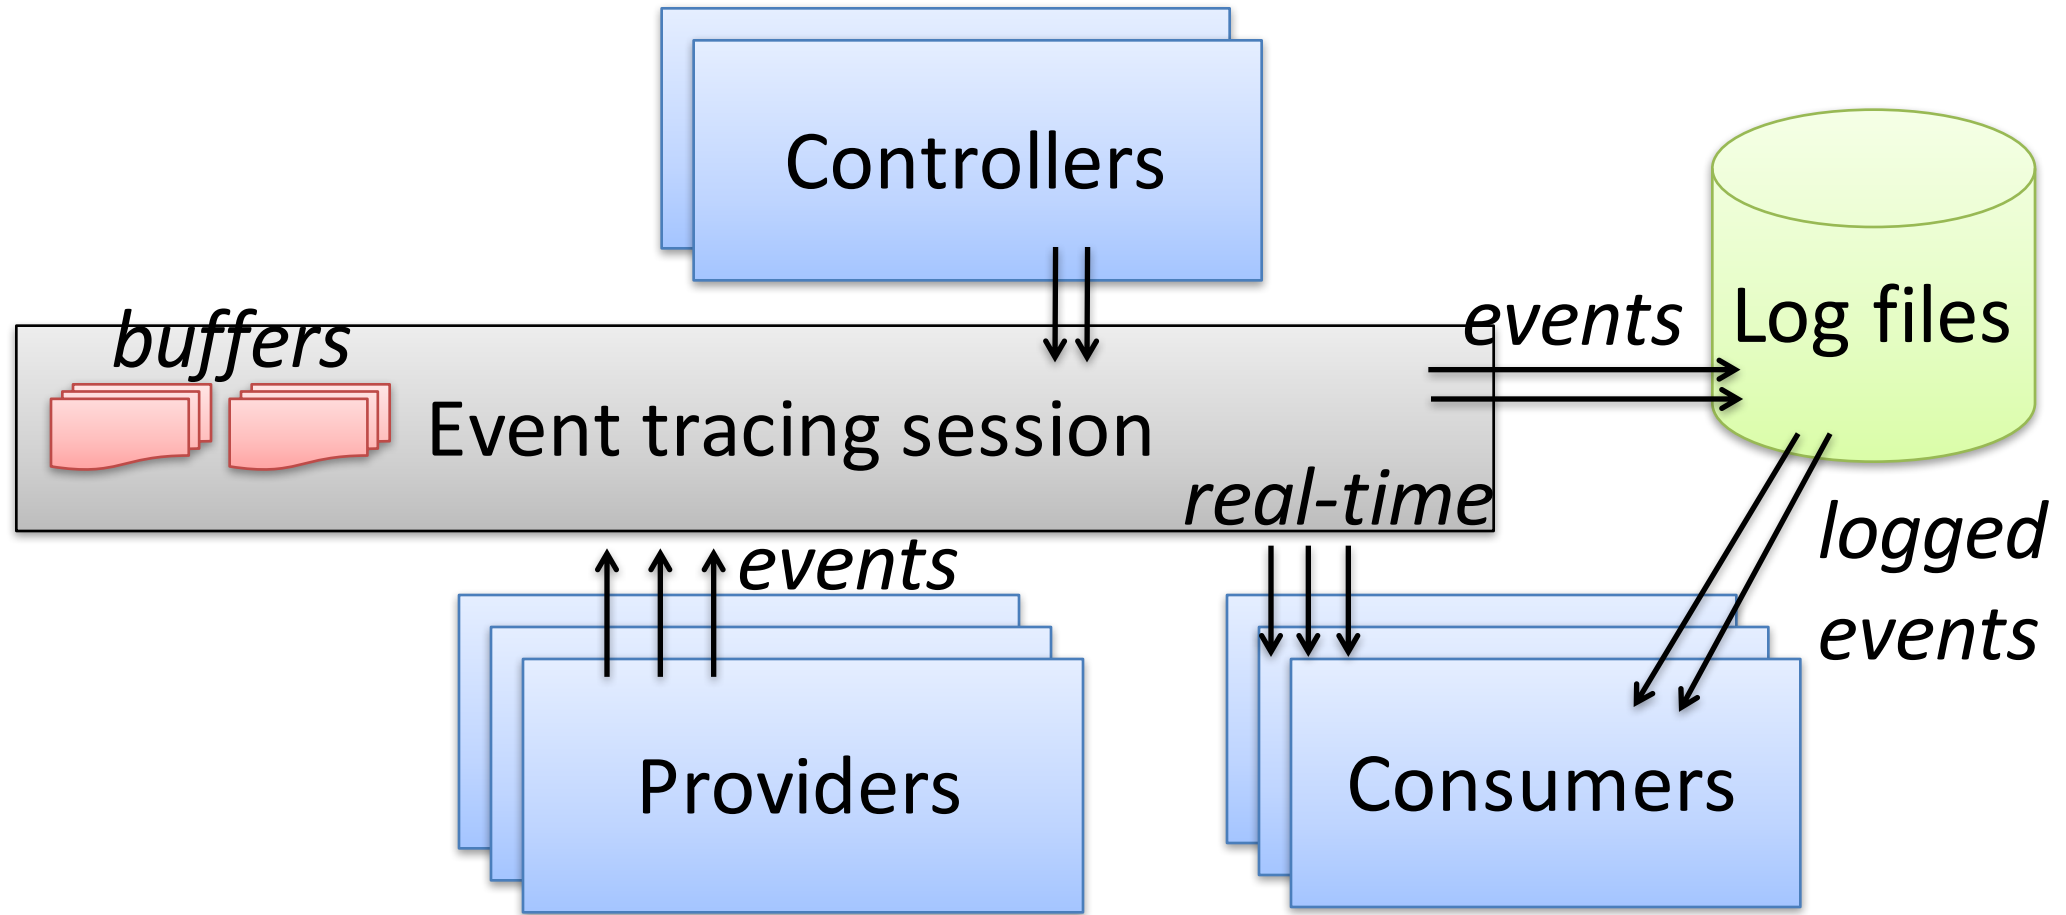 Controllers
buffers
events
Log files
Event tracing session
real-time
events
logged
events
Providers
Consumers